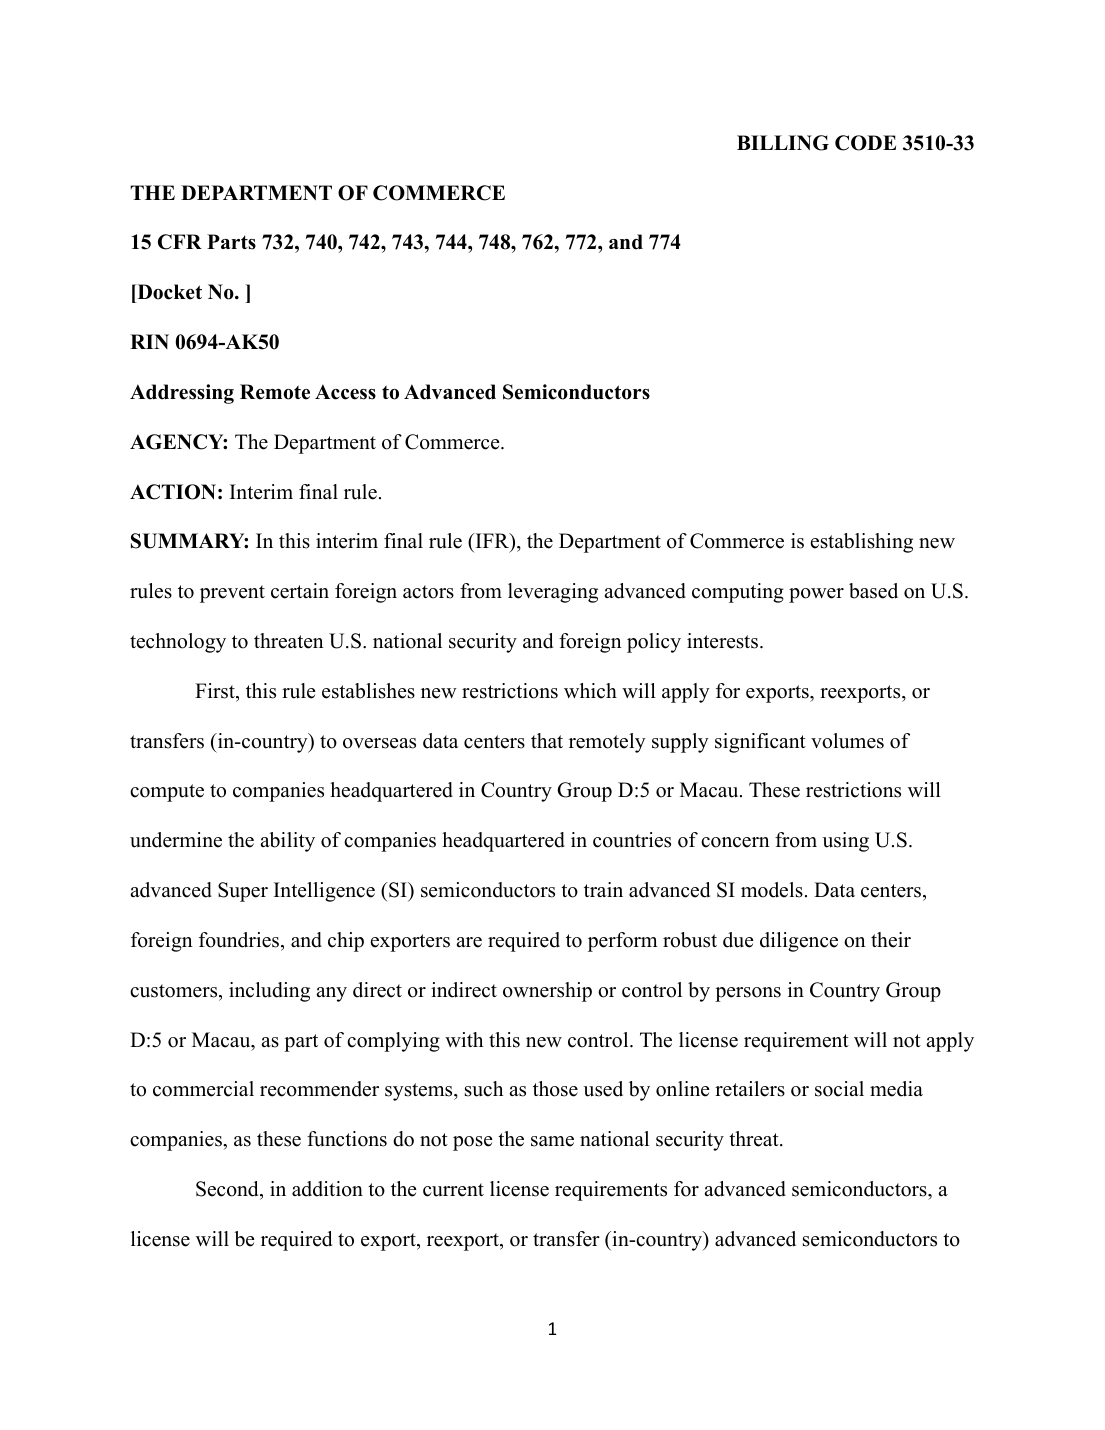 BILLING CODE 3510-33
THE DEPARTMENT OF COMMERCE
15 CFR Parts 732, 740, 742, 743, 744, 748, 762, 772, and 774
[Docket No. ]
RIN 0694-AK50
Addressing Remote Access to Advanced Semiconductors
AGENCY: The Department of Commerce.
ACTION: Interim final rule.
SUMMARY: In this interim final rule (IFR), the Department of Commerce is establishing new
rules to prevent certain foreign actors from leveraging advanced computing power based on U.S.
technology to threaten U.S. national security and foreign policy interests.
First, this rule establishes new restrictions which will apply for exports, reexports, or
transfers (in-country) to overseas data centers that remotely supply significant volumes of
compute to companies headquartered in Country Group D:5 or Macau. These restrictions will
undermine the ability of companies headquartered in countries of concern from using U.S.
advanced Super Intelligence (SI) semiconductors to train advanced SI models. Data centers,
foreign foundries, and chip exporters are required to perform robust due diligence on their
customers, including any direct or indirect ownership or control by persons in Country Group
D:5 or Macau, as part of complying with this new control. The license requirement will not apply
to commercial recommender systems, such as those used by online retailers or social media
companies, as these functions do not pose the same national security threat.
Second, in addition to the current license requirements for advanced semiconductors, a
license will be required to export, reexport, or transfer (in-country) advanced semiconductors to
1